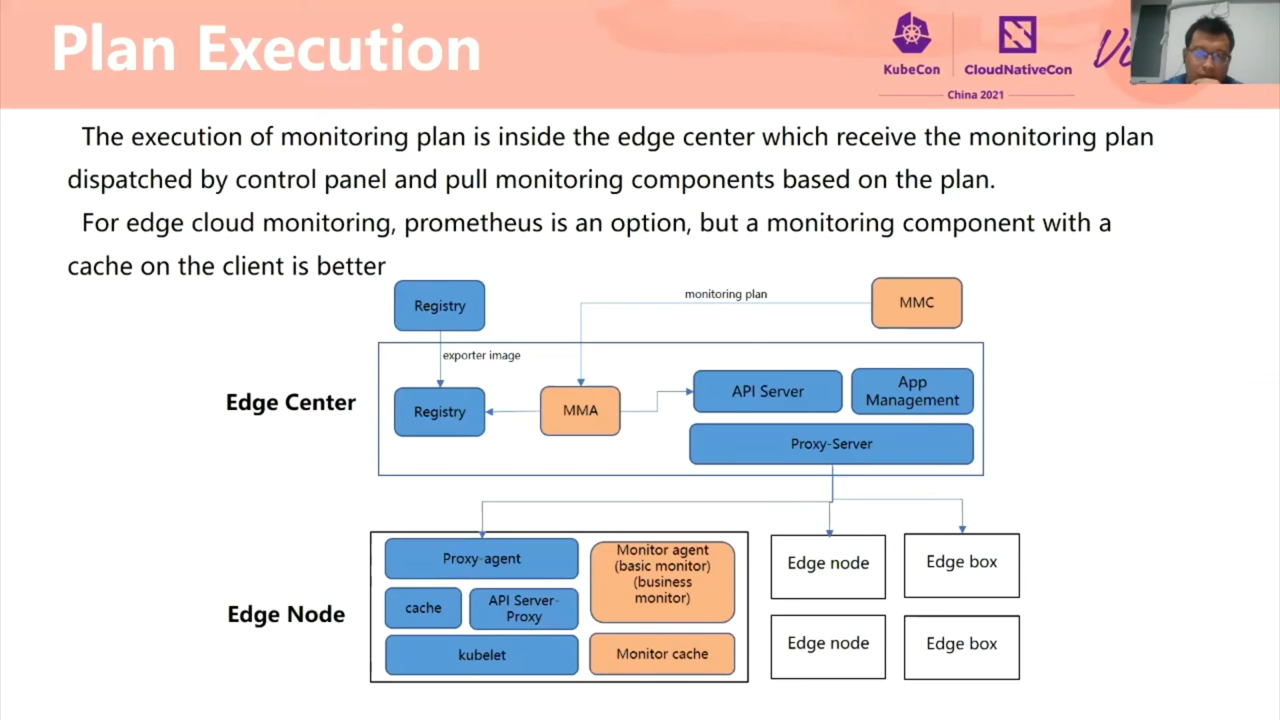 Plan Execution
KubeCon
CloudNativeCon
China 2021
The execution of monitoring plan is inside the edge center which receive the monitoring plan
dispatched by control panel and pull monitoring components based on the plan.
For edge cloud monitoring, prometheus is an option, but a monitoring component with a
cache on the client is better
Registry
monitoring plan
MMC
exporter image
Edge Center
Registry
MMA
API Server
App
Management
Proxy-Server
Edge Node
Proxy-agent
cache
API Server-
Proxy
kubelet
Monitor agent
(basic monitor)
(business
monitor)
Monitor cache
Edge node
Edge box
Edge node
Edge box